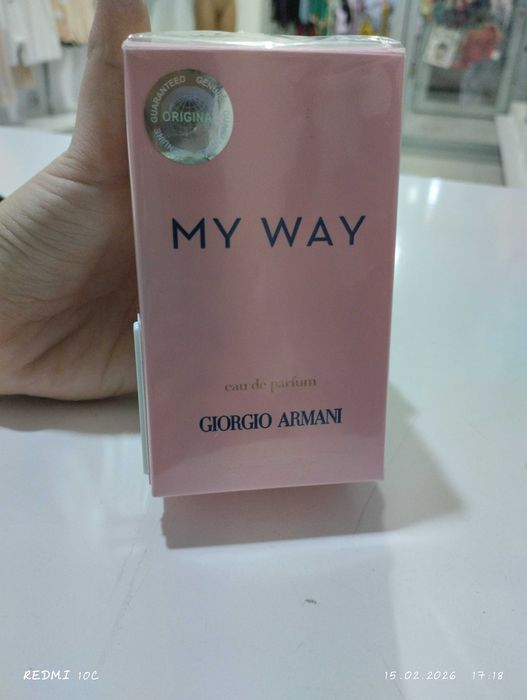 GUARANTEED GENUINE
ORIGINAL
MY WAY
eau de parfum
GIORGIO ARMANI
REDMI 10C
15.02.2026 17:18